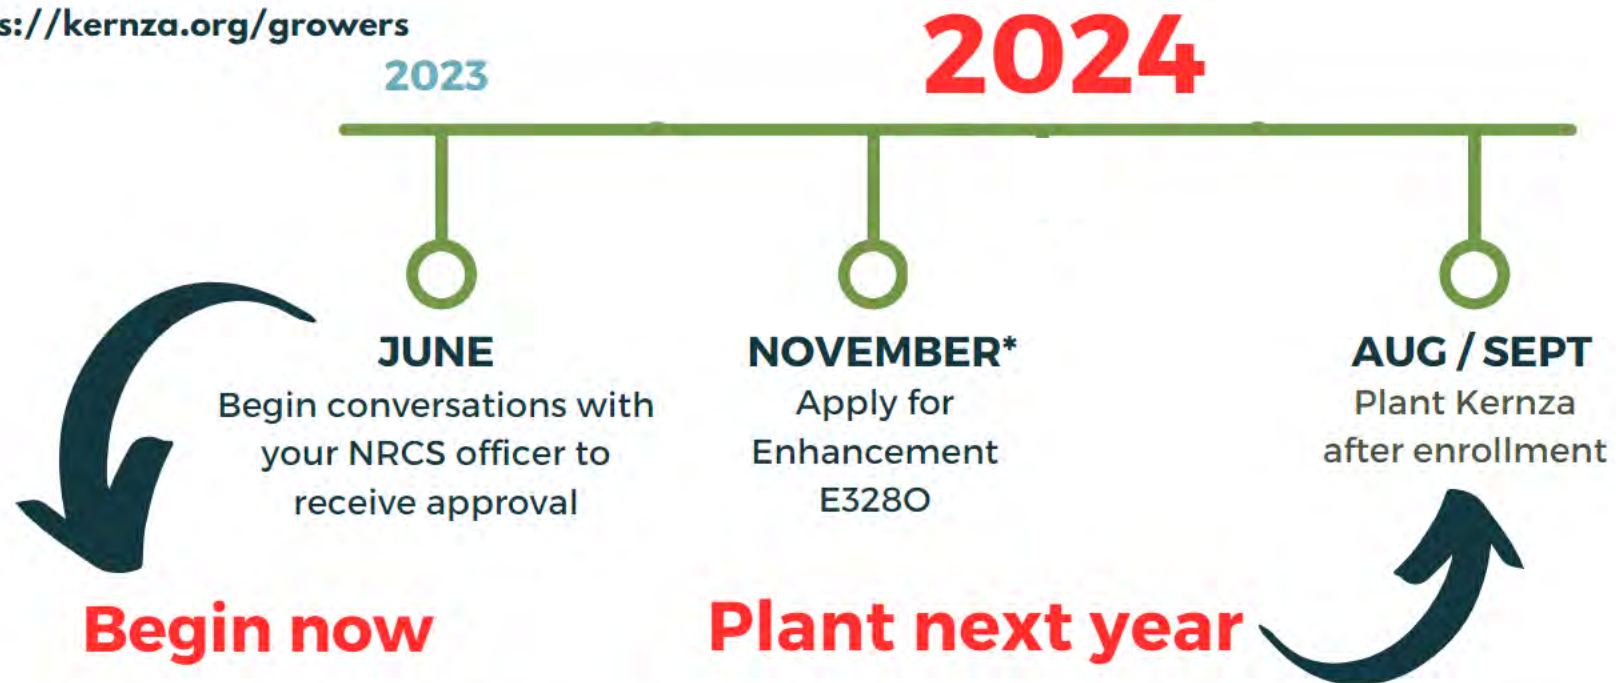 s://kernza.org/growers
2023
2024
JUNE
Begin conversations with
your NRCS officer to
receive approval
NOVEMBER*
Apply for
Enhancement
E328O
AUG / SEPT
Plant Kernza
after enrollment
Begin now
Plant next year